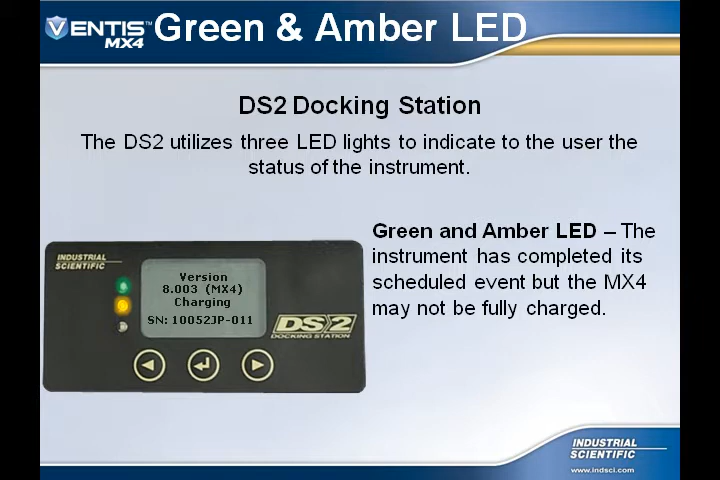 VENTIS™ MX4
Green & Amber LED
DS2 Docking Station
The DS2 utilizes three LED lights to indicate to the user the
status of the instrument.
Green and Amber LED – The
instrument has completed its
scheduled event but the MX4
may not be fully charged.
INDUSTRIAL
SCIENTIFIC
Version
8.003 (MX4)
Charging
SN: 10052JP-011
DS2
DOCKING STATION
INDUSTRIAL
SCIENTIFIC
www.indsci.com